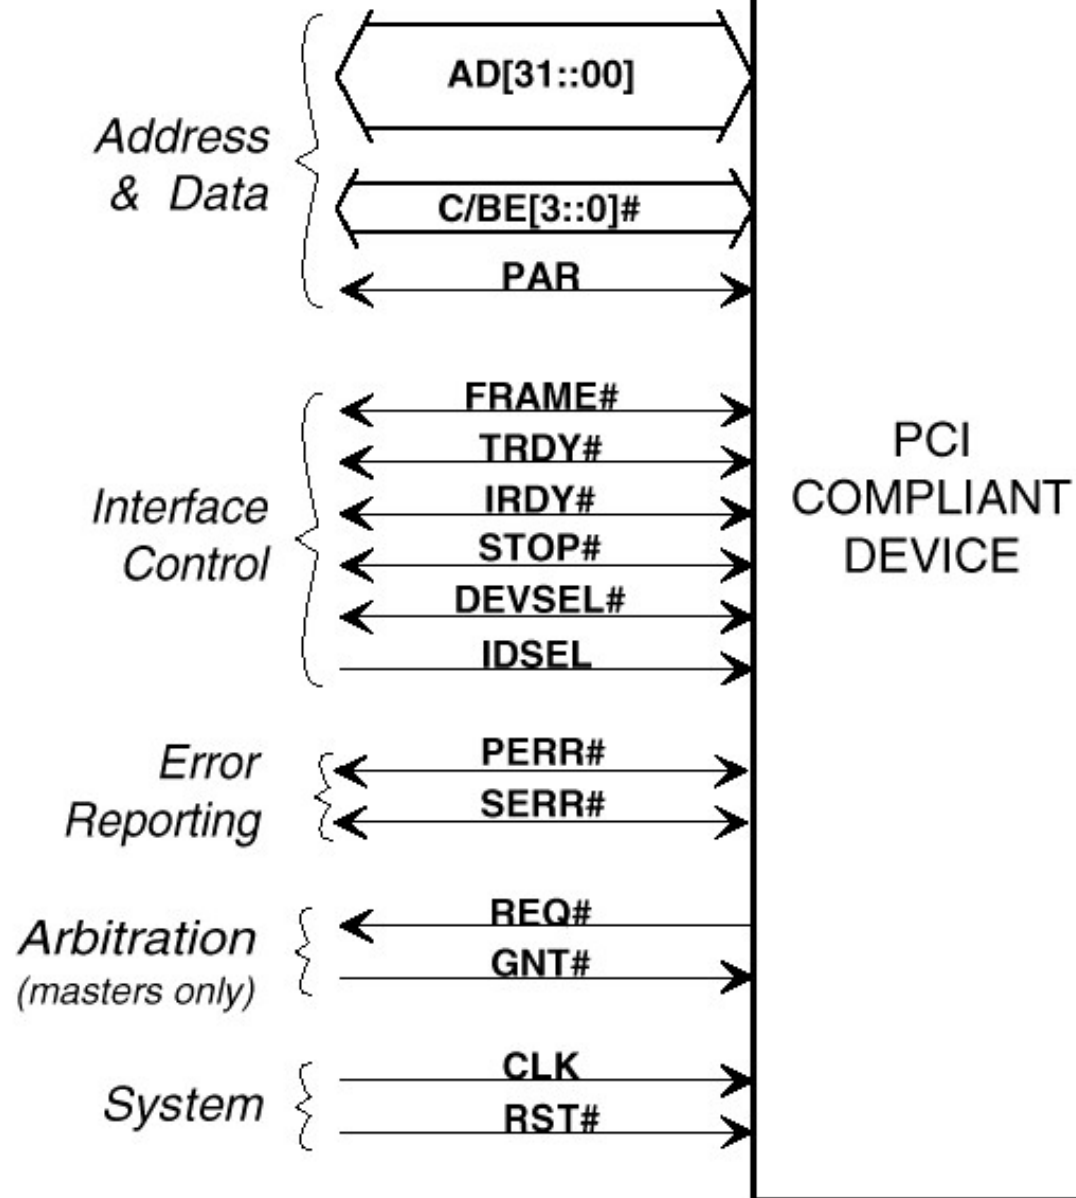 AD[31::00]
Address
& Data
C/BE[3::0]#
PAR
FRAME#
TRDY#
IRDY#
STOP#
DEVSEL#
IDSEL
Interface
Control
PCI
COMPLIANT
DEVICE
PERR#
SERR#
Error
Reporting
REQ#
GNT#
Arbitration
(masters only)
CLK
RST#
System